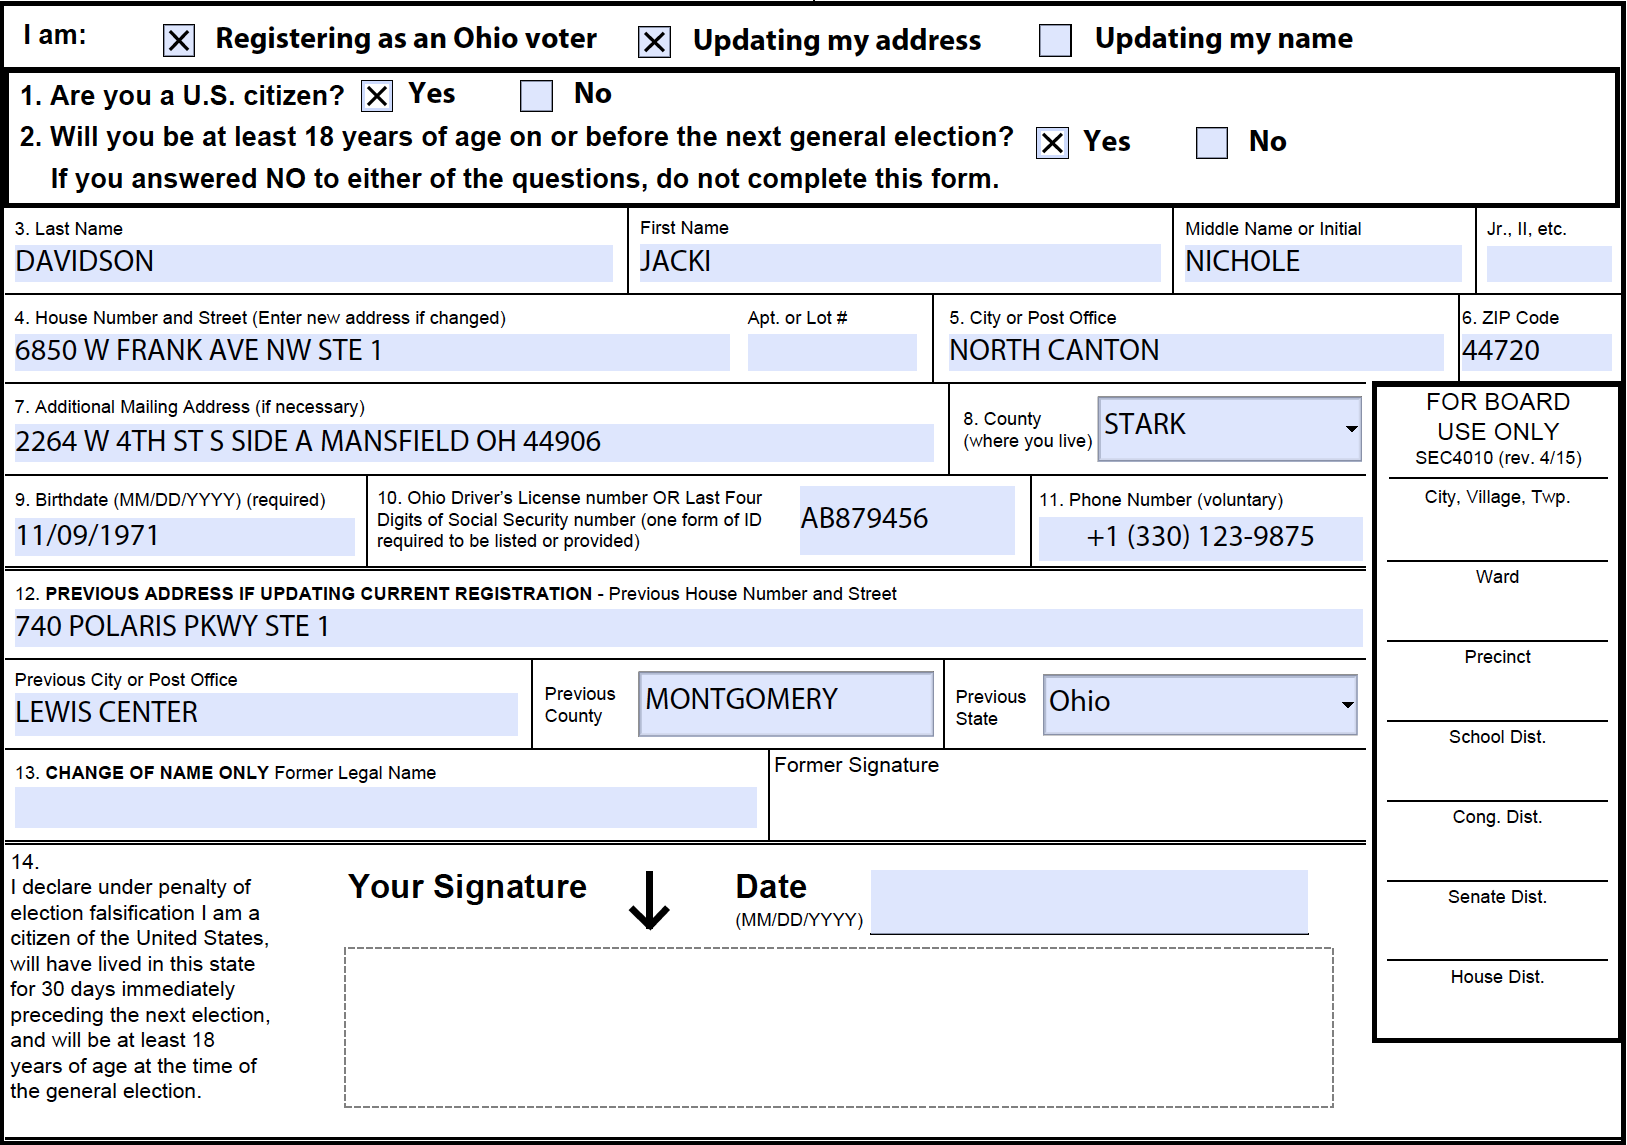 I am: Registering as an Ohio voter Updating my address Updating my name
1. Are you a U.S. citizen? Yes No
2. Will you be at least 18 years of age on or before the next general election? Yes No
If you answered NO to either of the questions, do not complete this form.
3. Last Name First Name Middle Name or Initial Jr., II, etc.
DAVIDSON JACKI NICHOLE
4. House Number and Street (Enter new address if changed) Apt. or Lot # 5. City or Post Office 6. ZIP Code
6850 W FRANK AVE NW STE 1 NORTH CANTON 44720
7. Additional Mailing Address (if necessary)
2264 W 4TH ST S SIDE A MANSFIELD OH 44906
8. County
(where you live)
STARK
FOR BOARD
USE ONLY
SEC4010 (rev. 4/15)
City, Village, Twp.
Ward
Precinct
School Dist.
Cong. Dist.
Senate Dist.
House Dist.
9. Birthdate (MM/DD/YYYY) (required)
11/09/1971
10. Ohio Driver's License number OR Last Four
Digits of Social Security number (one form of ID
required to be listed or provided)
AB879456
11. Phone Number (voluntary)
+1 (330) 123-9875
12. PREVIOUS ADDRESS IF UPDATING CURRENT REGISTRATION - Previous House Number and Street
740 POLARIS PKWY STE 1
Previous City or Post Office
LEWIS CENTER
Previous
County
MONTGOMERY
Previous
State
Ohio
13. CHANGE OF NAME ONLY Former Legal Name
Former Signature
14.
I declare under penalty of
election falsification I am a
citizen of the United States,
will have lived in this state
for 30 days immediately
preceding the next election,
and will be at least 18
years of age at the time of
the general election.
Your Signature
Date
(MM/DD/YYYY)